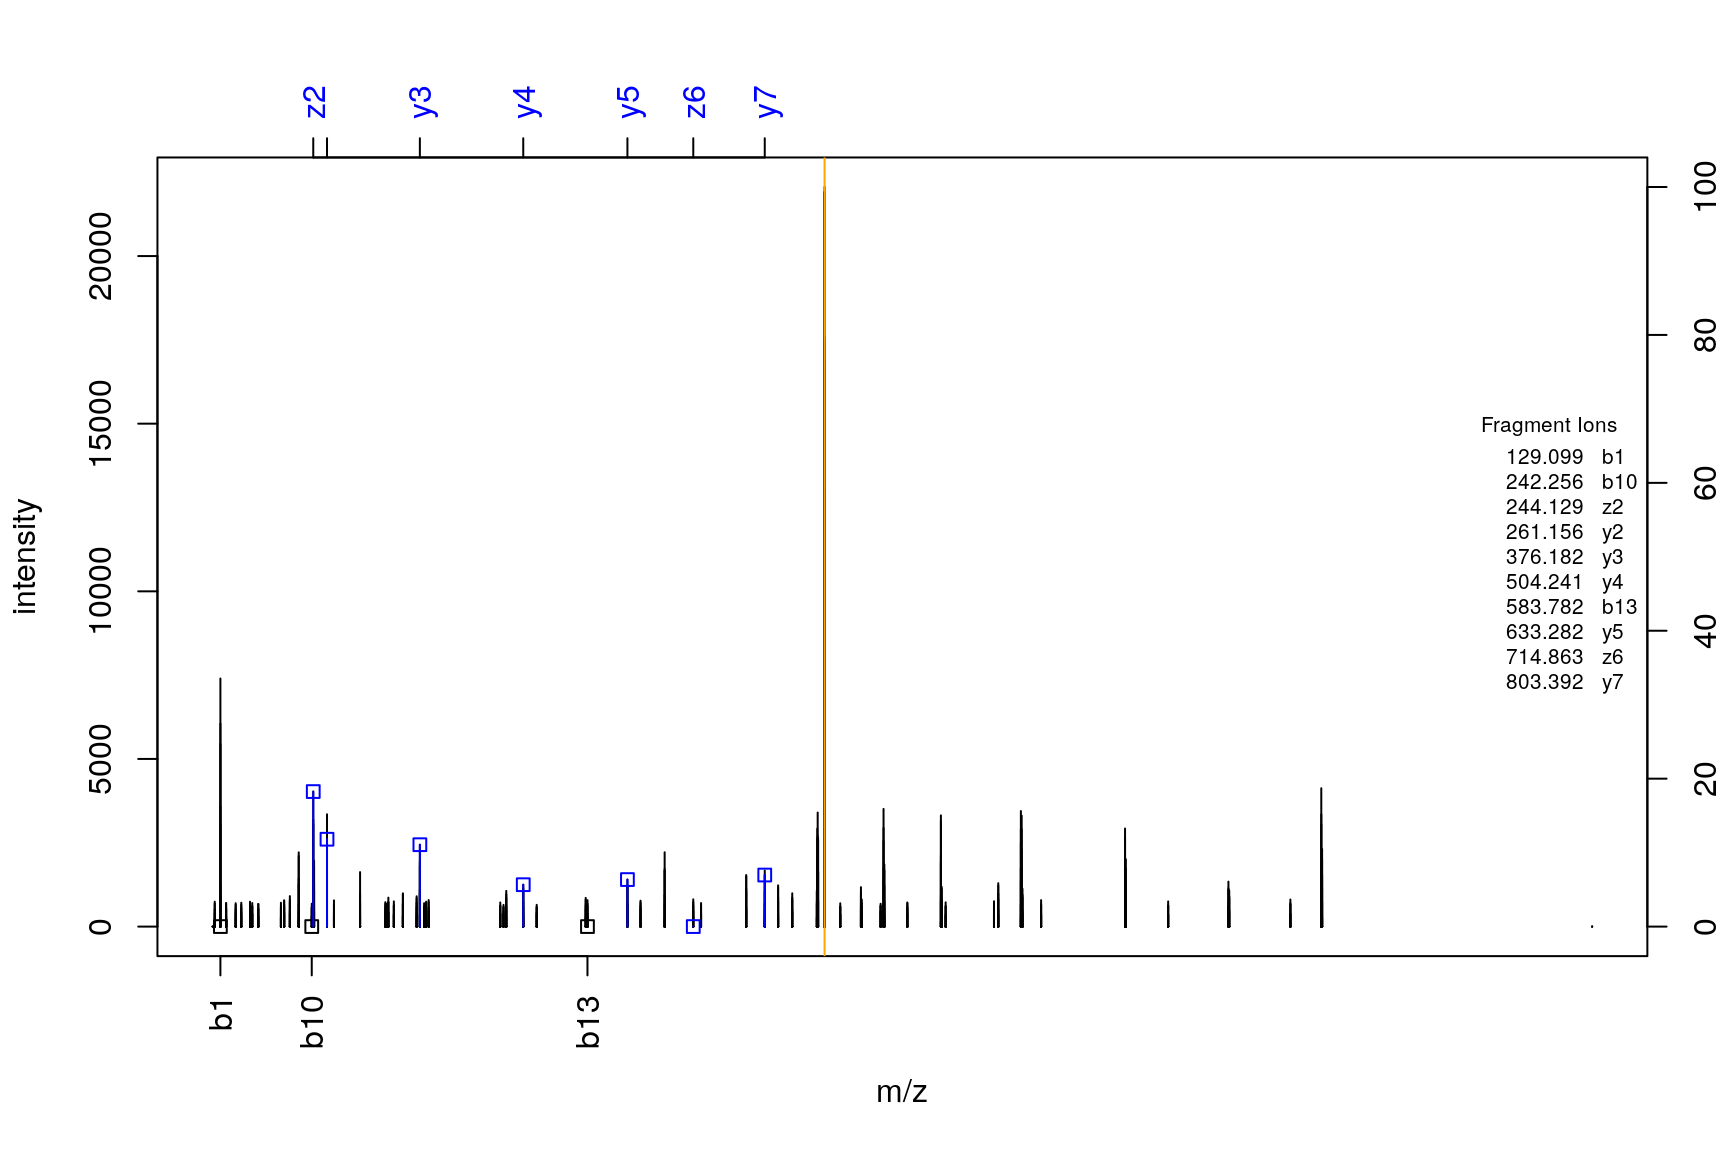 z2 y3 y4 y5 z6 y7
intensity
0 5000 10000 15000 20000
0 20 40 60 80 100
Fragment Ions
129.099 b1
242.256 b10
244.129 z2
261.156 y2
376.182 y3
504.241 y4
583.782 b13
633.282 y5
714.863 z6
803.392 y7
b1 b10 b13
m/z